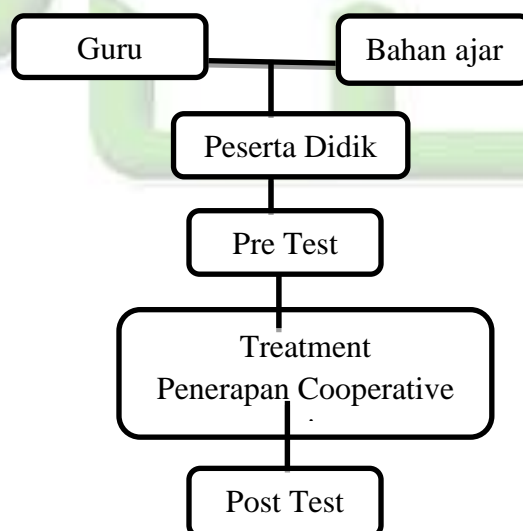 Guru
Bahan ajar
Peserta Didik
Pre Test
Treatment
Penerapan Cooperative
Post Test